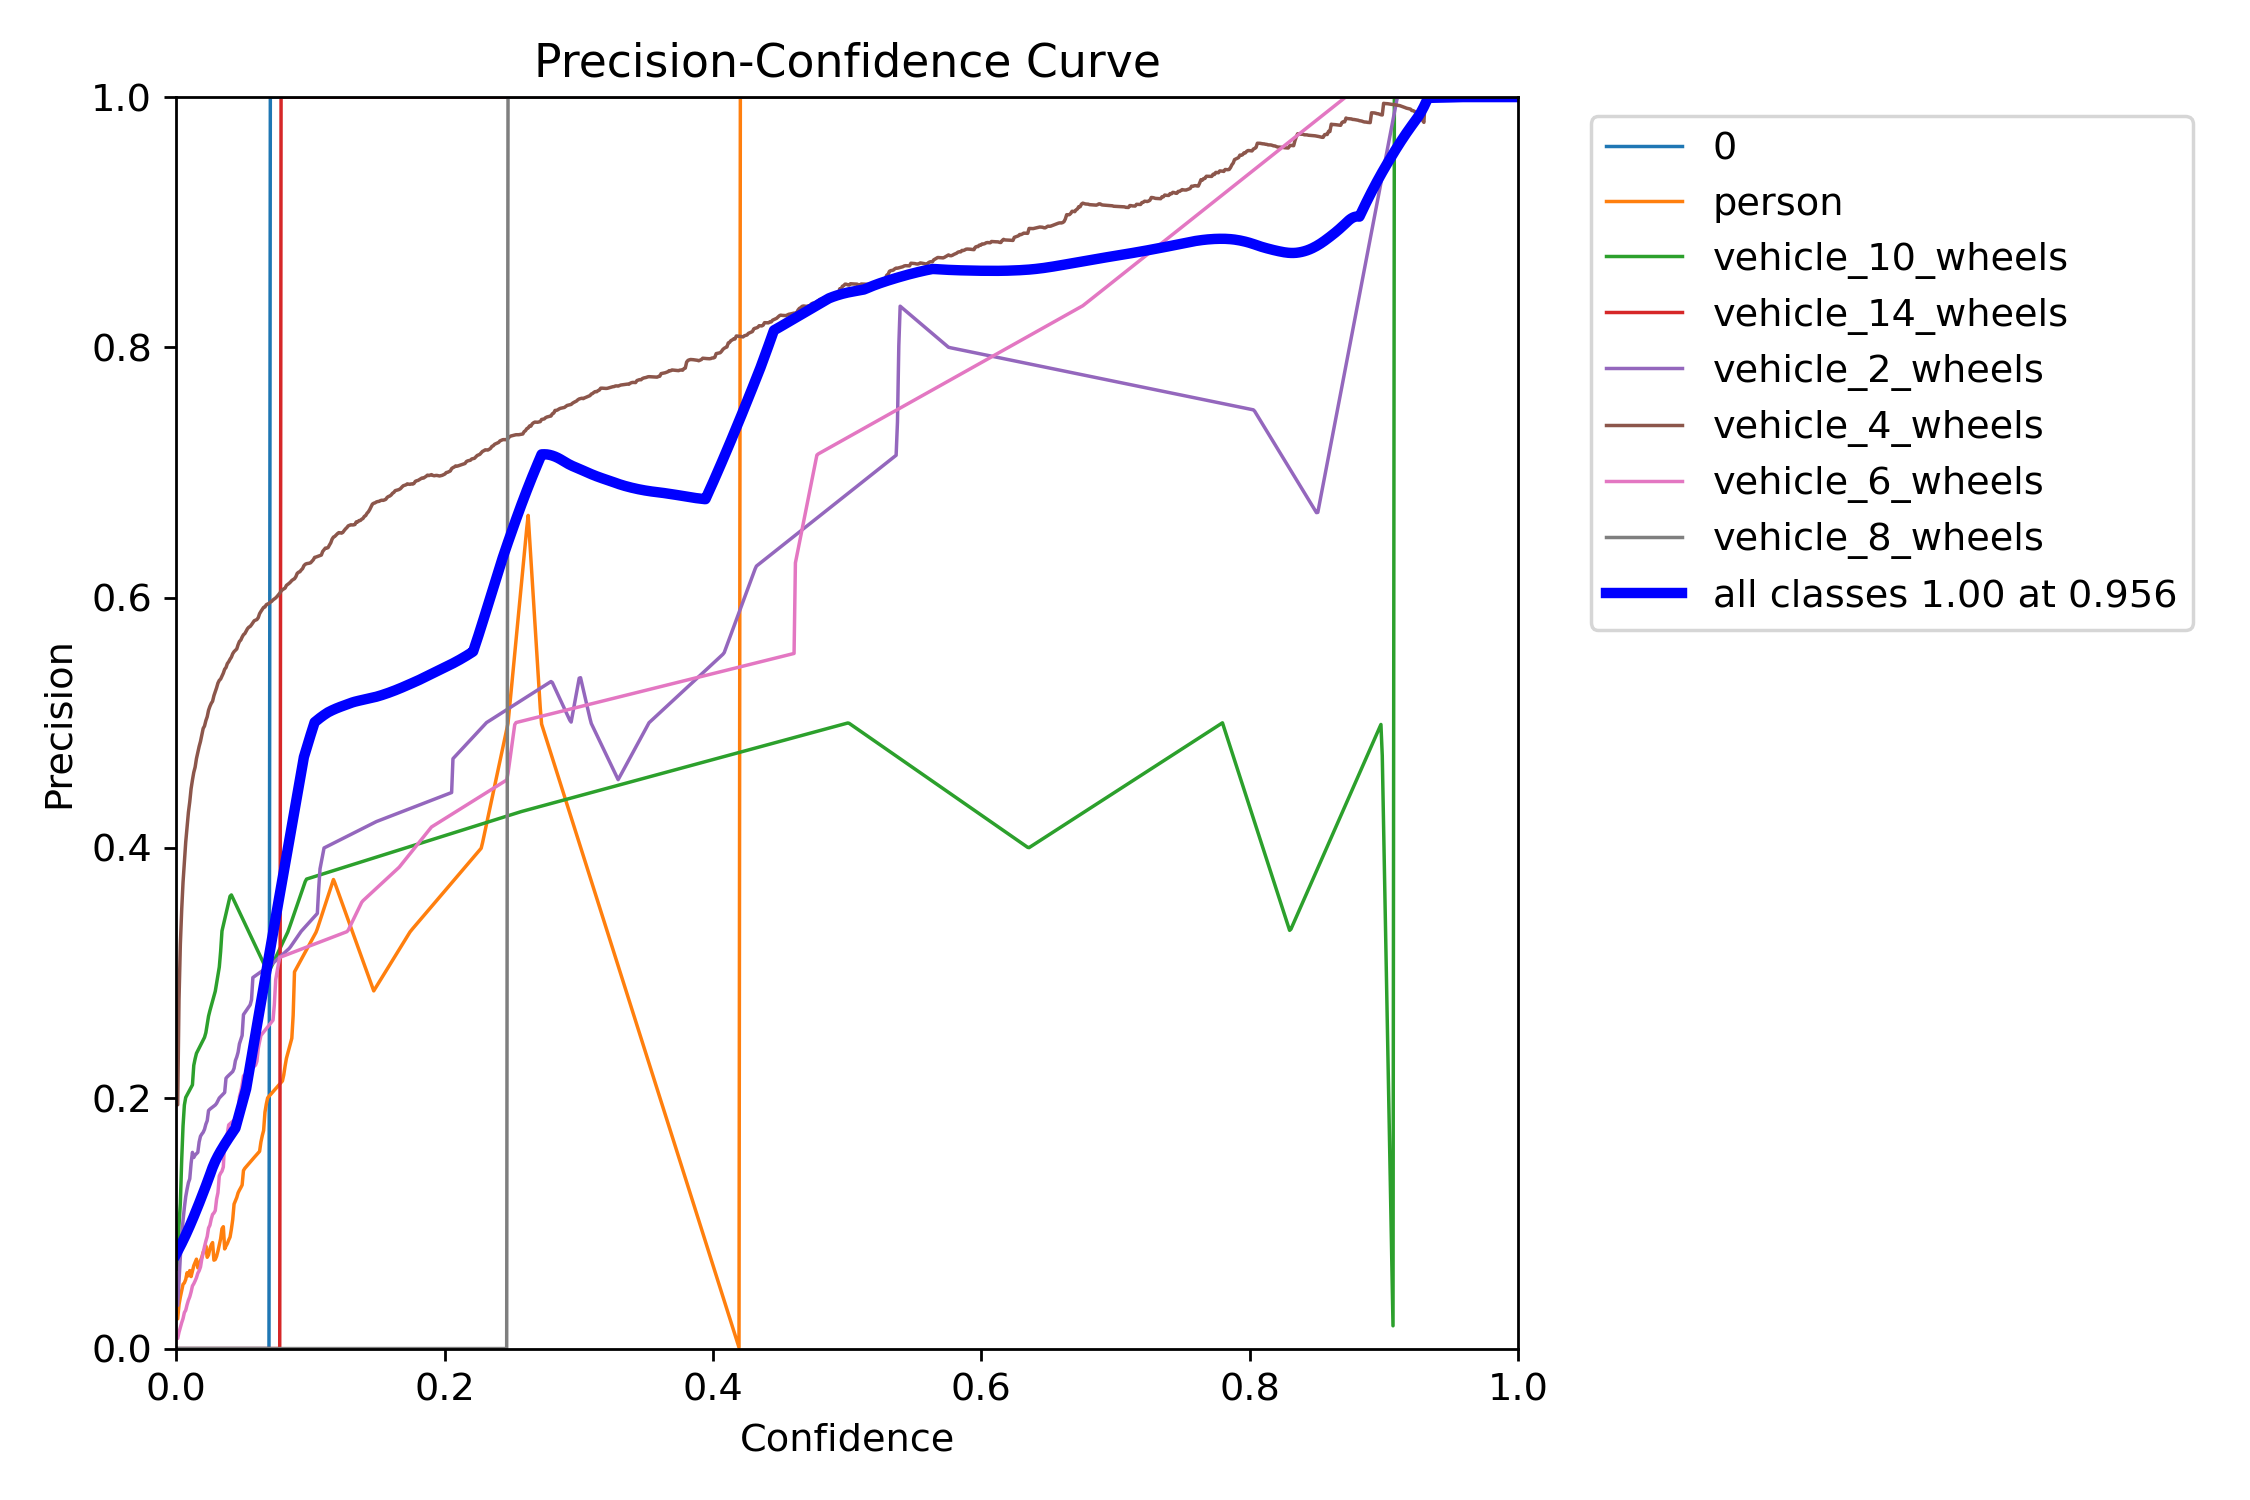 Precision-Confidence Curve
1.0
0.8
0.6
0.4
0.2
0.0
Precision
0.0 0.2 0.4 0.6 0.8 1.0
Confidence
0
person
vehicle_10_wheels
vehicle_14_wheels
vehicle_2_wheels
vehicle_4_wheels
vehicle_6_wheels
vehicle_8_wheels
all classes 1.00 at 0.956